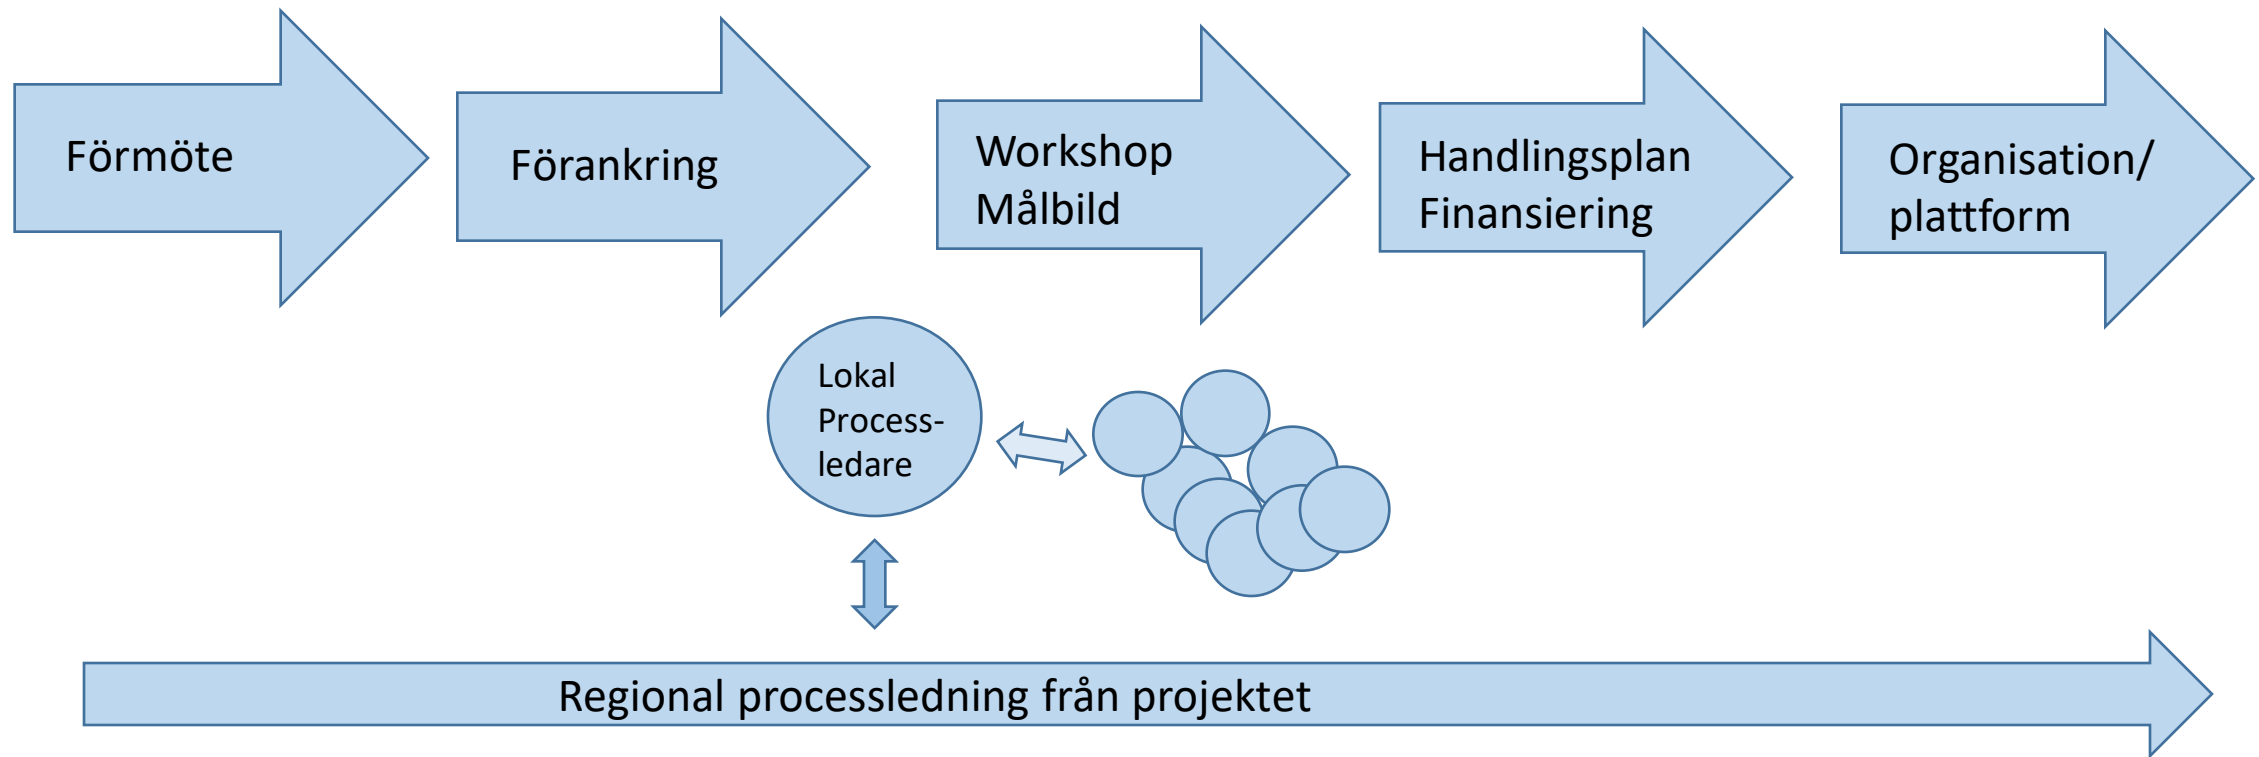 Förmöte
Förankring
Workshop
Målbild
Handlingsplan
Finansiering
Organisation/
plattform
Lokal
Process-
ledare
Regional processledning från projektet